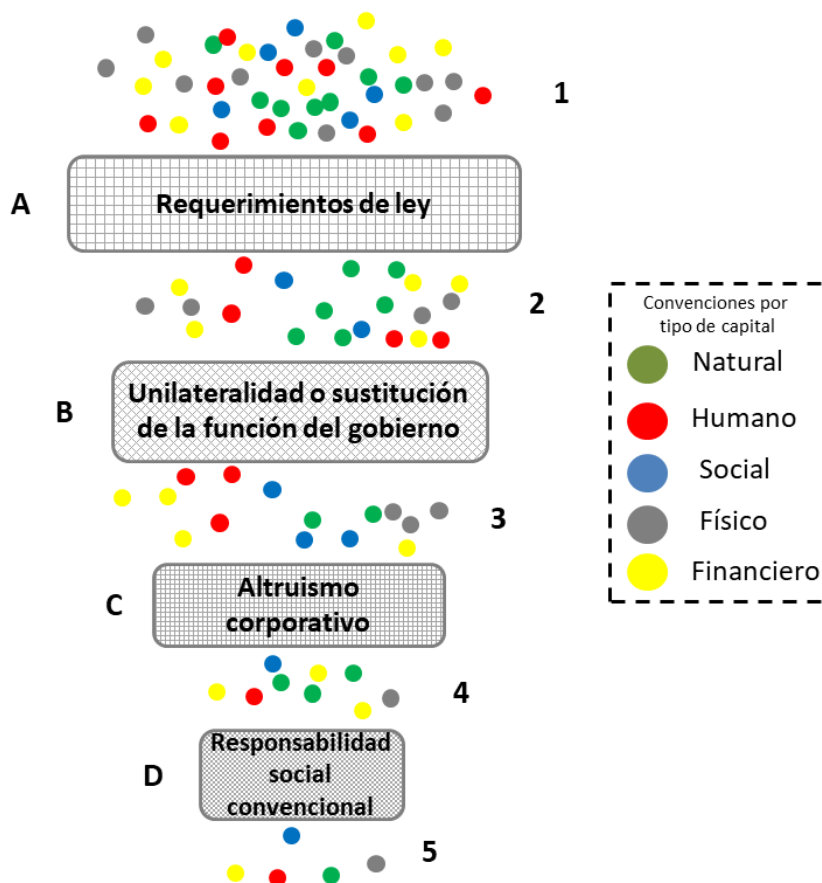 1
A
Requerimientos de ley
2
B
Unilateralidad o sustitución
de la función del gobierno
3
C
Altruismo
corporativo
4
D
Responsabilidad
social
convencional
5
Convenciones por
tipo de capital
Natural
Humano
Social
Físico
Financiero